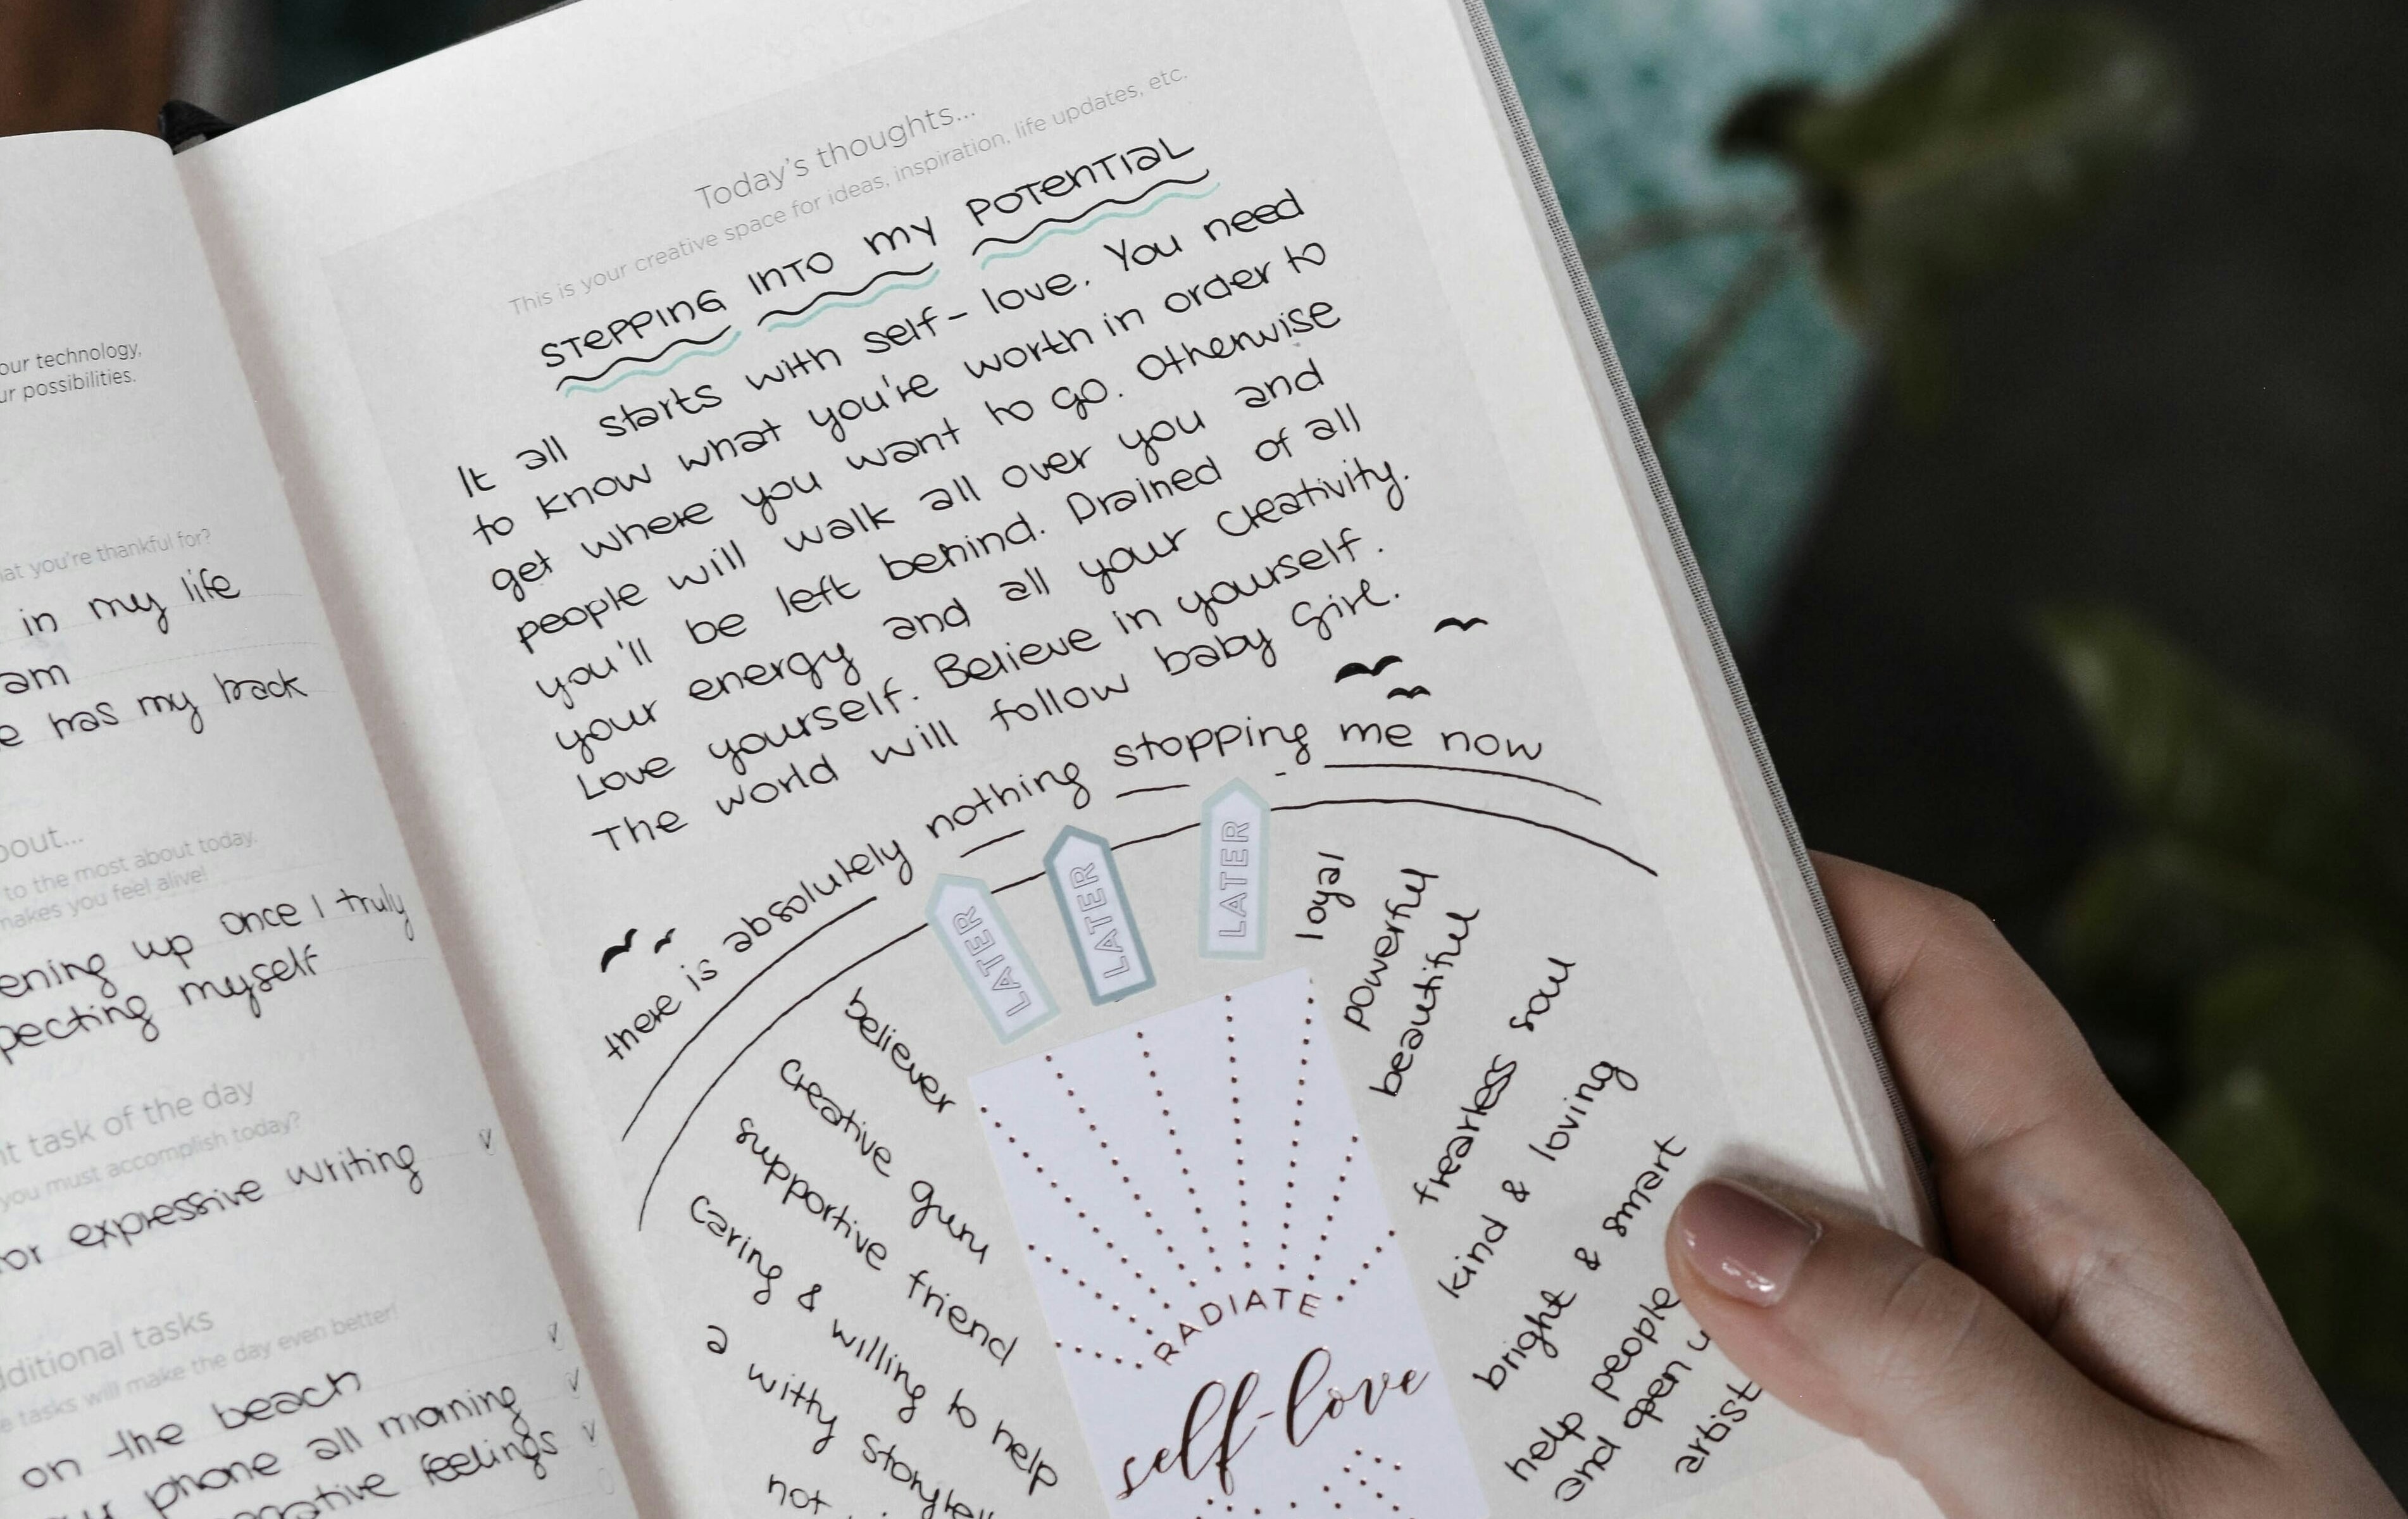 our technology,
ur possibilities.
at you're thankful for?
in my life
am
e has my back
bout...
to the most about today.
makes you feel alive!
ening up once I truly
pecting myself
nt task of the day
you must accomplish today?
or expressive writing
dditional tasks
e tasks will make the day even better!
on the beach
phone all morning
negative feelings
Today's thoughts...
This is your creative space for ideas, inspiration, life updates, etc.
STEPPING INTO MY POTENTIAL
It all starts with self-love. You need
to know what you're worth in order to
get where you want to go. Otherwise
people will walk all over you and
you'll be left behind. Drained of all
your energy and all your creativity.
Love yourself. Believe in yourself.
The world will follow baby girl.
there is absolutely nothing stopping me now
LATER
LATER
LATER
believer
creative guru
supportive friend
caring & willing to help
a witty storytell
not
RADIATE
self-love
loyal
powerful
beautiful
fearless soul
kind & loving
bright & smart
help people
and open u
artist